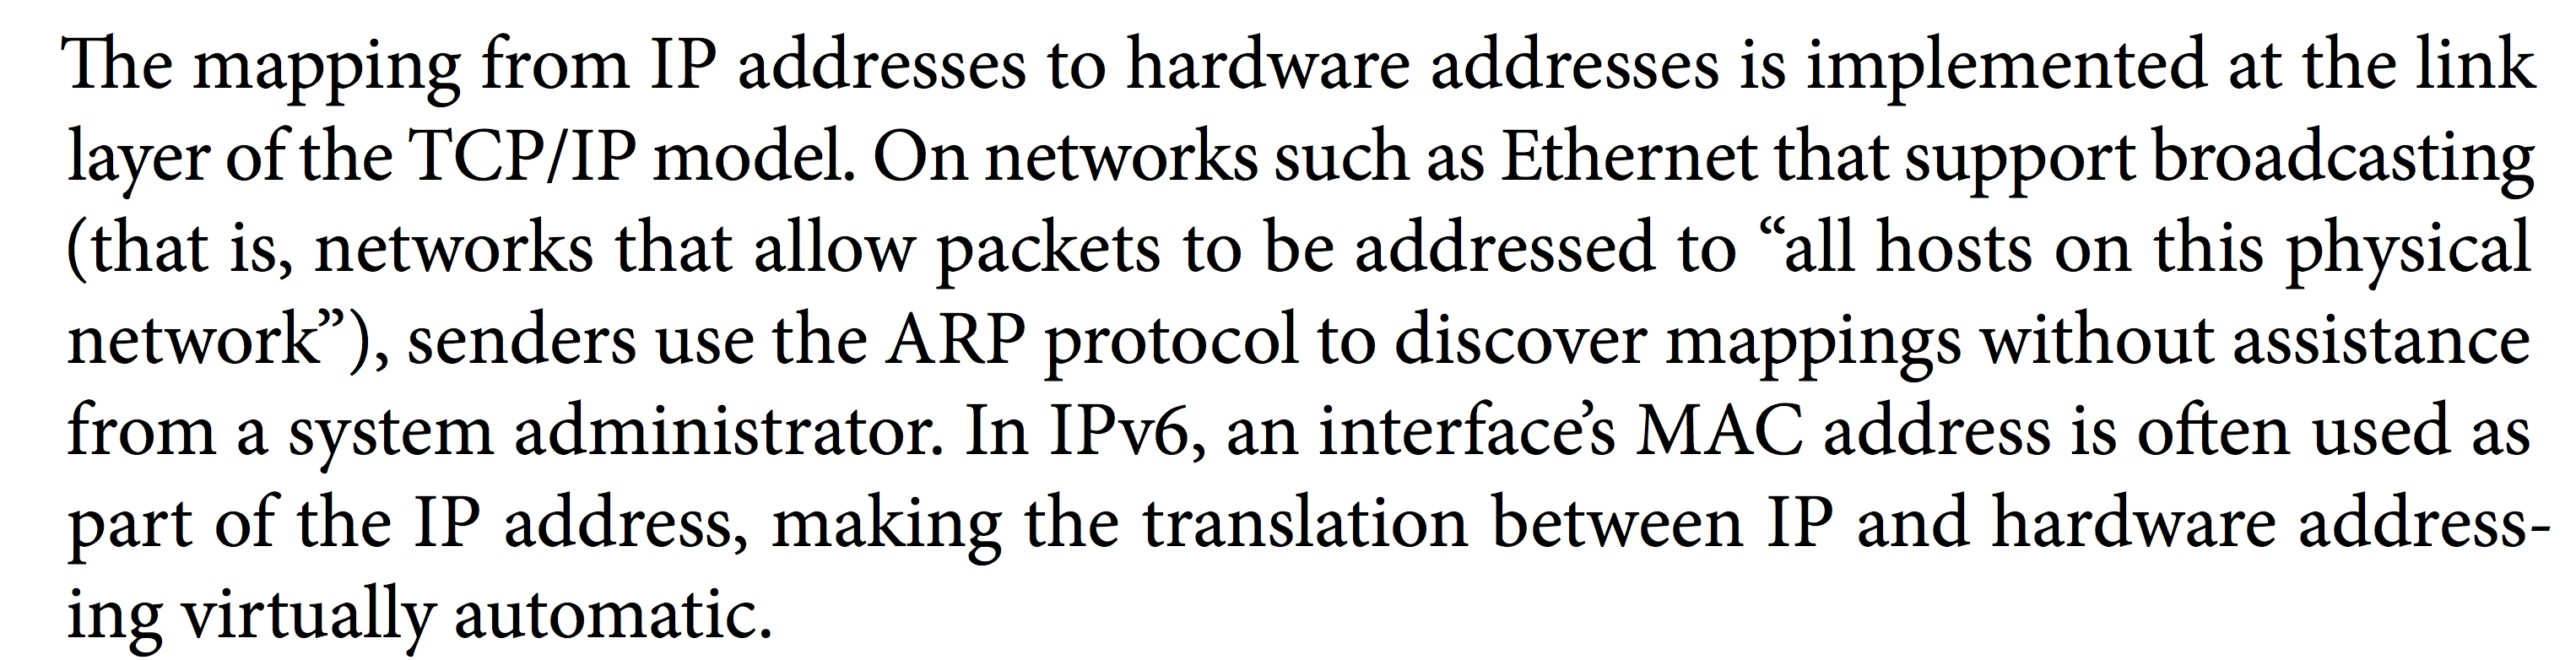 The mapping from IP addresses to hardware addresses is implemented at the link
layer of the TCP/IP model. On networks such as Ethernet that support broadcasting
(that is, networks that allow packets to be addressed to “all hosts on this physical
network”), senders use the ARP protocol to discover mappings without assistance
from a system administrator. In IPv6, an interface’s MAC address is often used as
part of the IP address, making the translation between IP and hardware address-
ing virtually automatic.